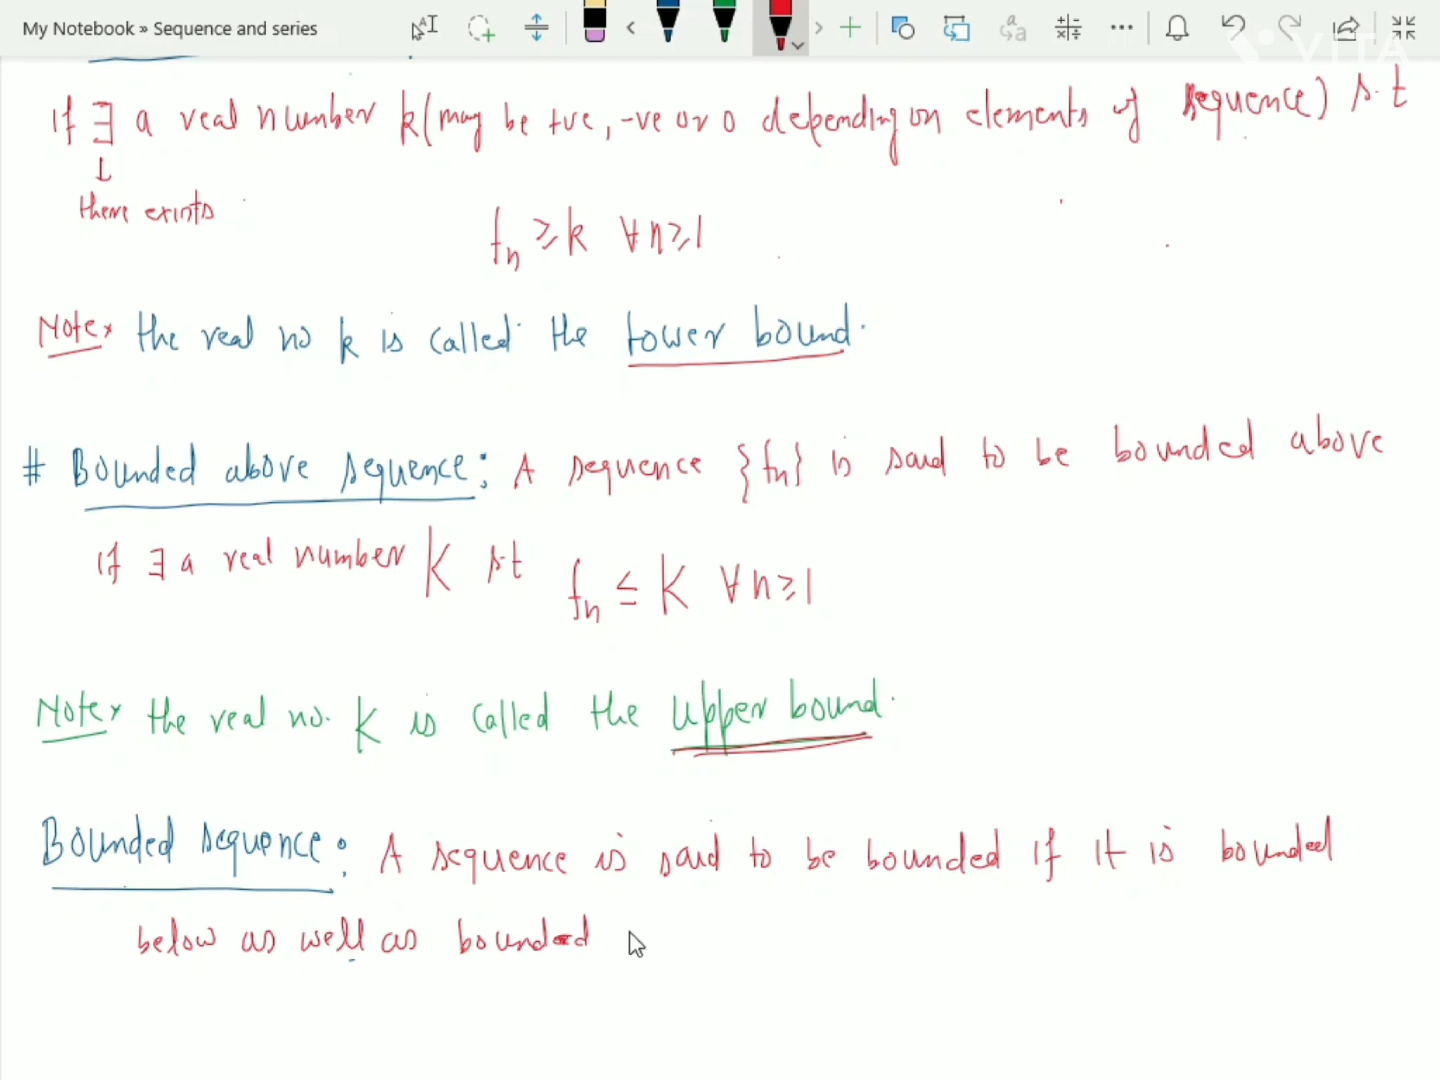 My Notebook » Sequence and series
VITA
If ∃ a real number k (may be +ve, -ve or 0 depending on elements of sequence) s.t
↓
there exists
fn ≥ k ∀ n ≥ 1
Note: the real no k is called the lower bound.
# Bounded above sequence: A sequence {fn} is said to be bounded above
if ∃ a real number K s.t fn ≤ K ∀ n ≥ 1
Note: the real no. K is called the upper bound.
Bounded sequence: A sequence is said to be bounded if it is bounded
below as well as bounded